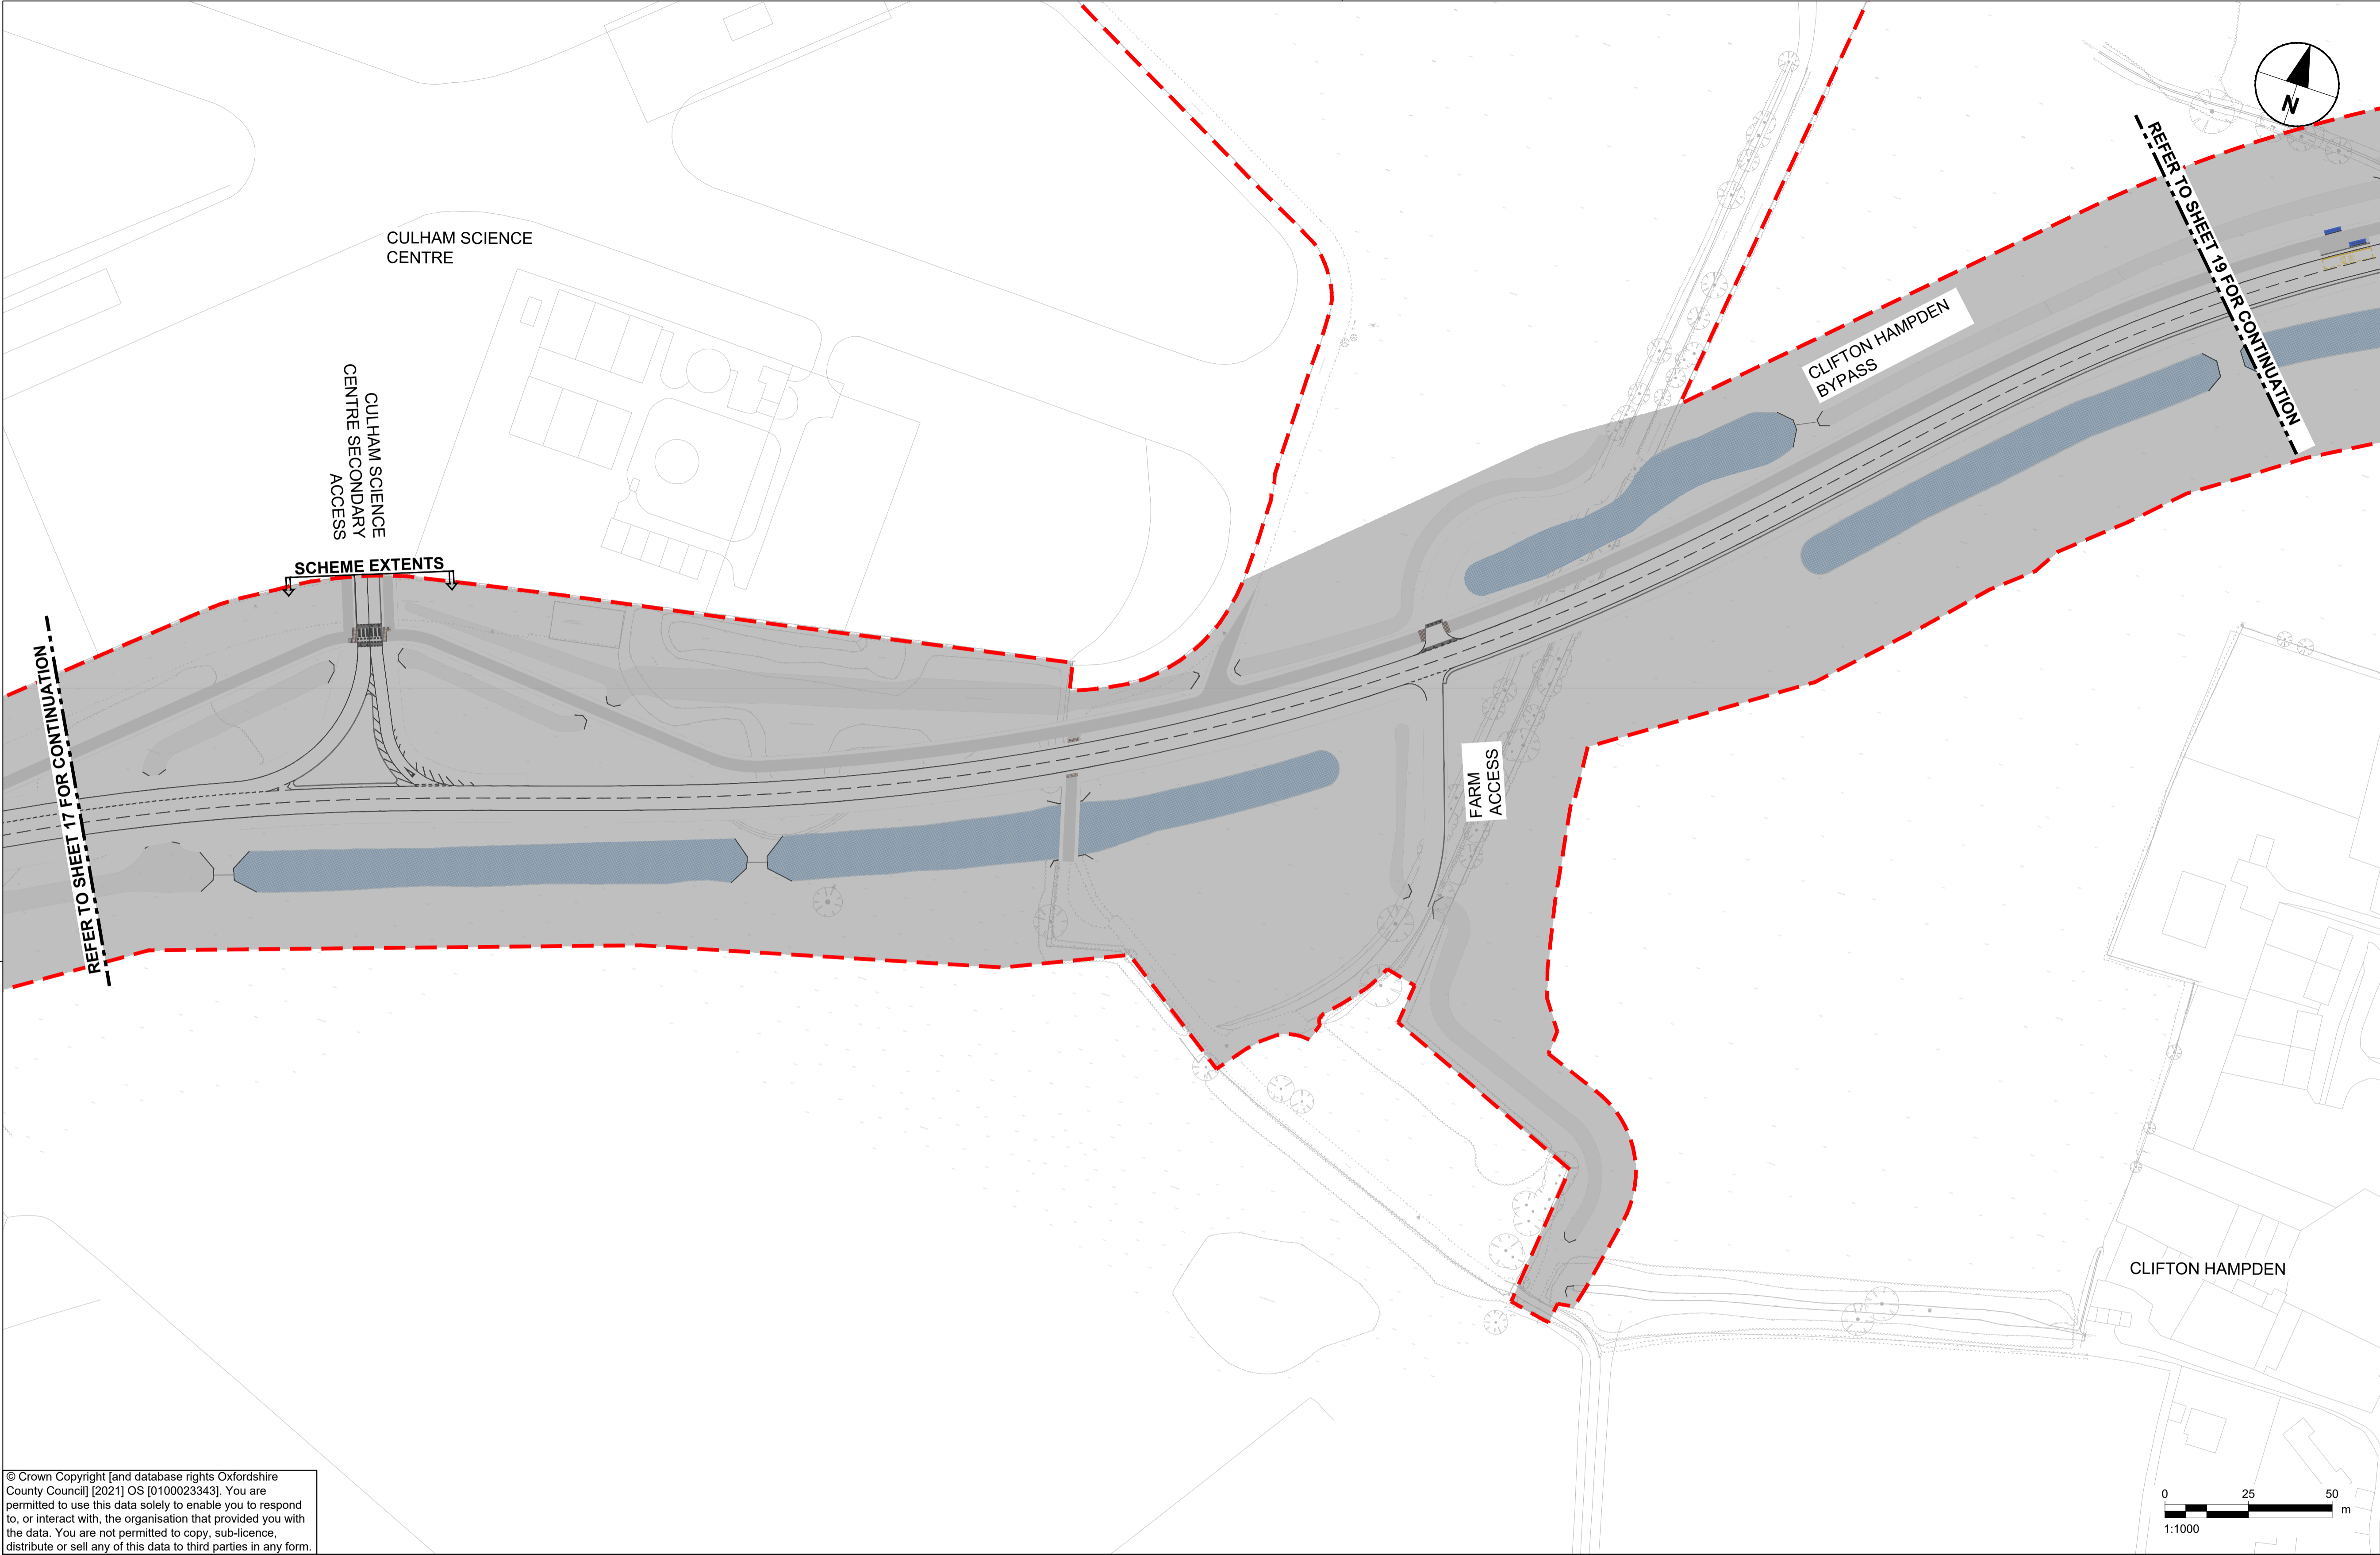 N
REFER TO SHEET 19 FOR CONTINUATION
CULHAM SCIENCE
CENTRE
CLIFTON HAMPDEN
BYPASS
CULHAM SCIENCE
CENTRE SECONDARY
ACCESS
SCHEME EXTENTS
REFER TO SHEET 17 FOR CONTINUATION
FARM
ACCESS
CLIFTON HAMPDEN
© Crown Copyright [and database rights Oxfordshire
County Council] [2021] OS [0100023343]. You are
permitted to use this data solely to enable you to respond
to, or interact with, the organisation that provided you with
the data. You are not permitted to copy, sub-licence,
distribute or sell any of this data to third parties in any form.
0 25 50
m
1:1000